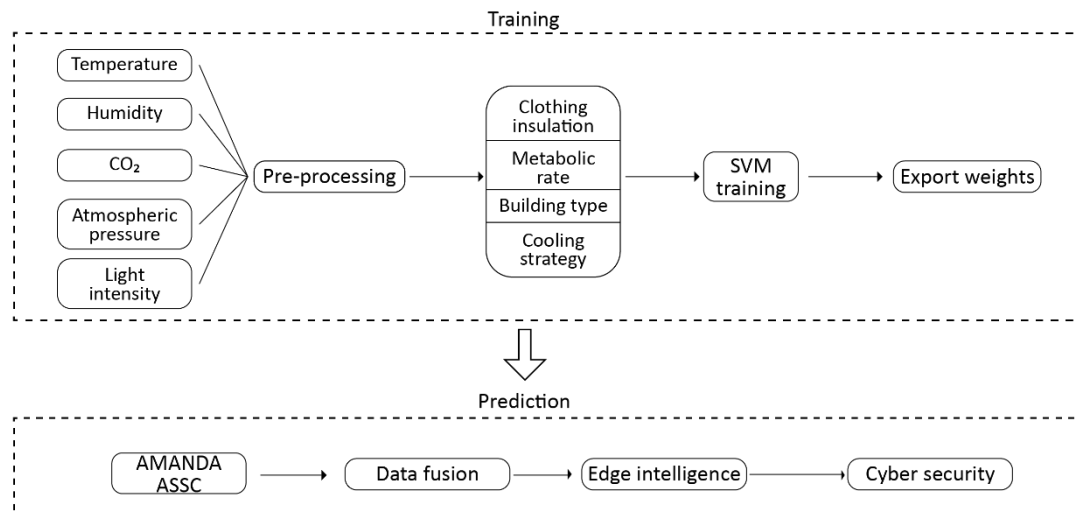 Training
Temperature
Humidity
CO₂
Atmospheric
pressure
Light
intensity
Pre-processing
Clothing
insulation
Metabolic
rate
Building type
Cooling
strategy
SVM
training
Export weights
Prediction
AMANDA
ASSC
Data fusion
Edge intelligence
Cyber security